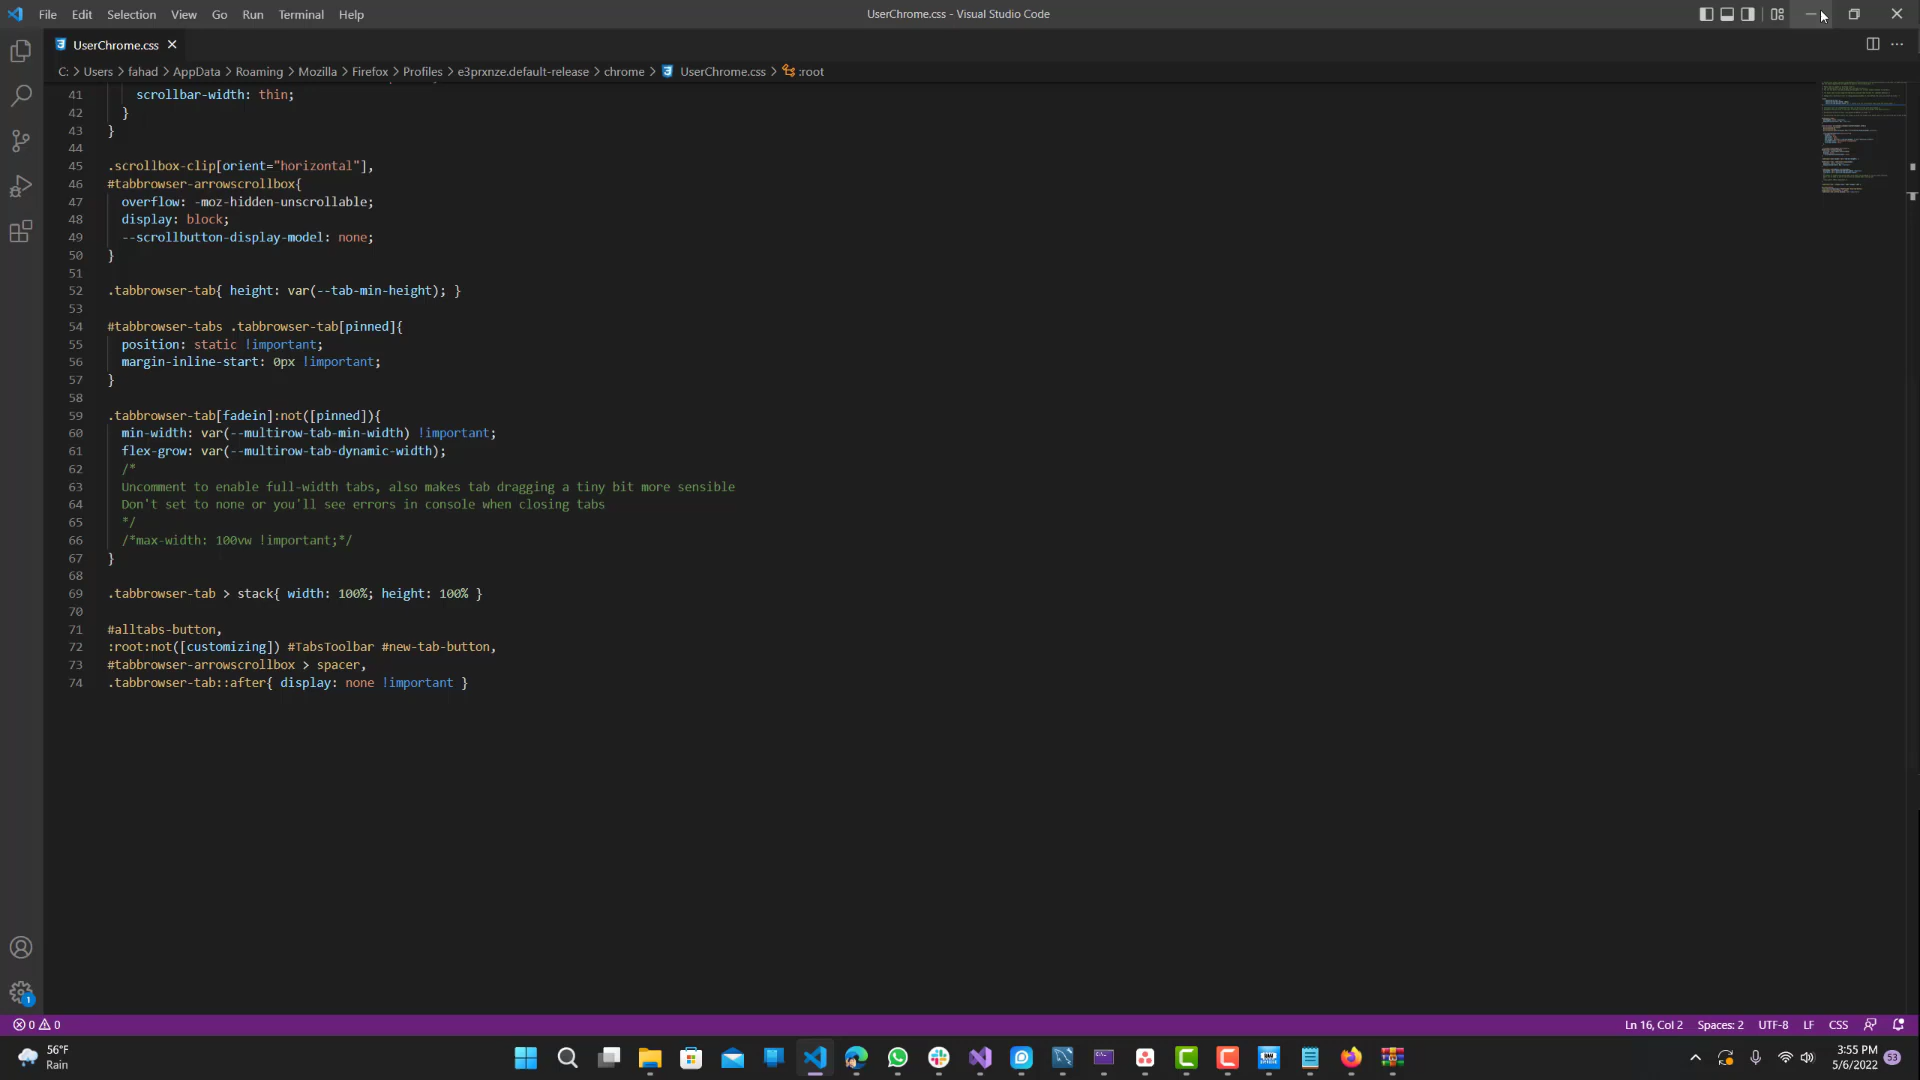 File Edit Selection View Go Run Terminal Help
UserChrome.css - Visual Studio Code
UserChrome.css
C: > Users > fahad > AppData > Roaming > Mozilla > Firefox > Profiles > e3prxnze.default-release > chrome > UserChrome.css > :root
41 scrollbar-width: thin;
42 }
43 }
44
45 .scrollbox-clip[orient="horizontal"],
46 #tabbrowser-arrowscrollbox{
47 overflow: -moz-hidden-unscrollable;
48 display: block;
49 --scrollbutton-display-model: none;
50 }
51
52 .tabbrowser-tab{ height: var(--tab-min-height); }
53
54 #tabbrowser-tabs .tabbrowser-tab[pinned]{
55 position: static !important;
56 margin-inline-start: 0px !important;
57 }
58
59 .tabbrowser-tab[fadein]:not([pinned]){
60 min-width: var(--multirow-tab-min-width) !important;
61 flex-grow: var(--multirow-tab-dynamic-width);
62 /*
63 Uncomment to enable full-width tabs, also makes tab dragging a tiny bit more sensible
64 Don't set to none or you'll see errors in console when closing tabs
65 */
66 /*max-width: 100vw !important;*/
67 }
68
69 .tabbrowser-tab > stack{ width: 100%; height: 100% }
70
71 #alltabs-button,
72 :root:not([customizing]) #TabsToolbar #new-tab-button,
73 #tabbrowser-arrowscrollbox > spacer,
74 .tabbrowser-tab::after{ display: none !important }
1
0 0
Ln 16, Col 2 Spaces: 2 UTF-8 LF CSS
56°F
Rain
3:55 PM
5/6/2022
53